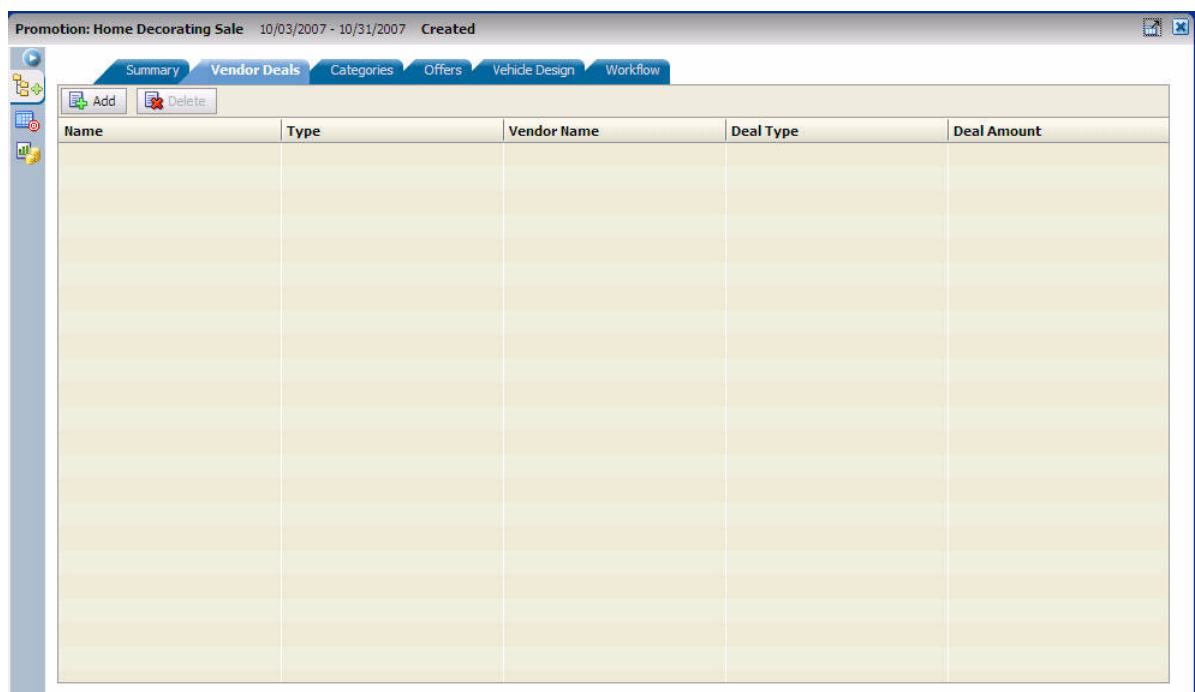 Promotion: Home Decorating Sale 10/03/2007 - 10/31/2007 Created
Summary Vendor Deals Categories Offers Vehicle Design Workflow
Add Delete
Name Type Vendor Name Deal Type Deal Amount